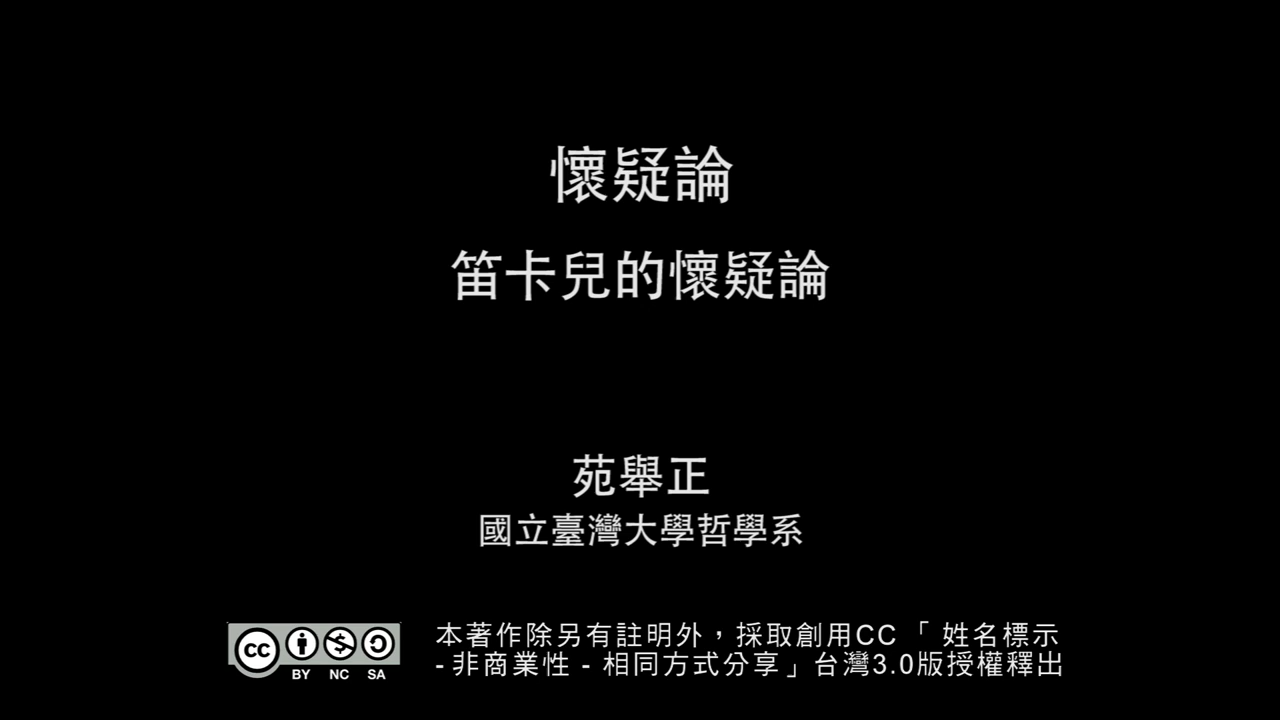 懷疑論
笛卡兒的懷疑論
苑舉正
國立臺灣大學哲學系
cc BY NC SA
本著作除另有註明外，採取創用CC「 姓名標示
- 非商業性 - 相同方式分享」台灣3.0版授權釋出